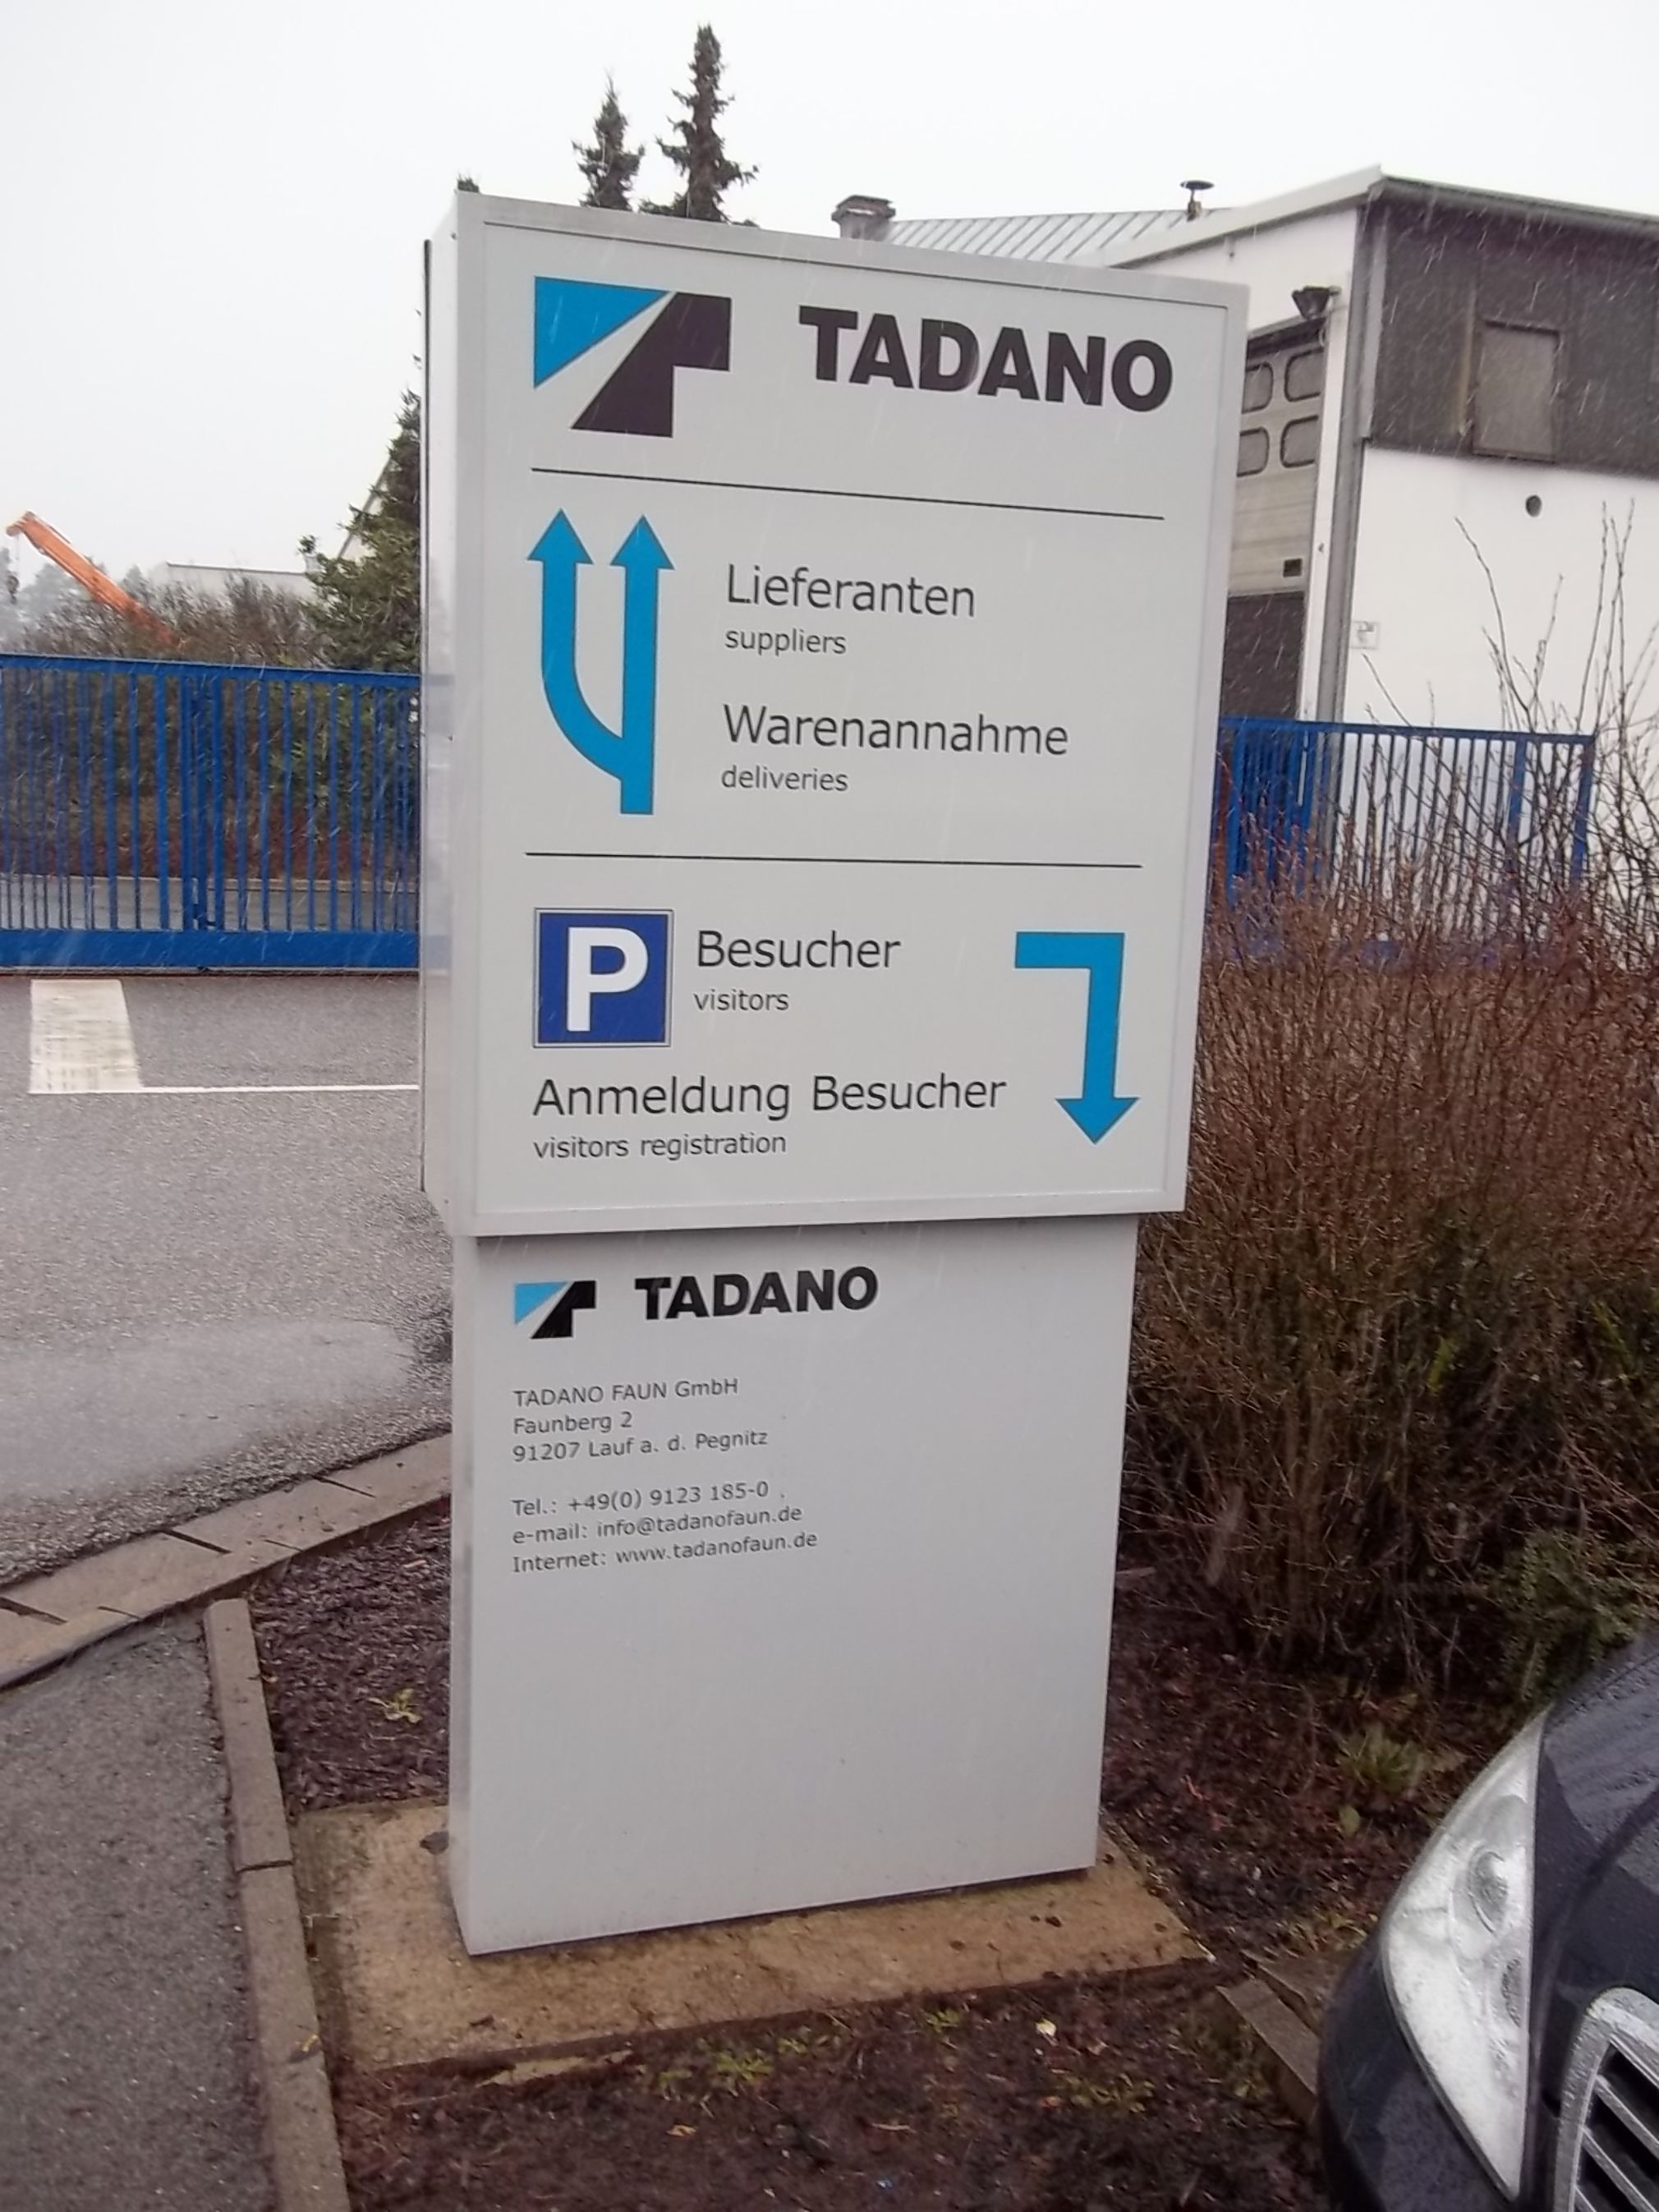 TADANO
Lieferanten
suppliers
Warenannahme
deliveries
P
Besucher
visitors
Anmeldung Besucher
visitors registration
TADANO
TADANO FAUN GmbH
Faunberg 2
91207 Lauf a. d. Pegnitz
Tel.: +49(0) 9123 185-0
e-mail: info@tadanofaun.de
Internet: www.tadanofaun.de